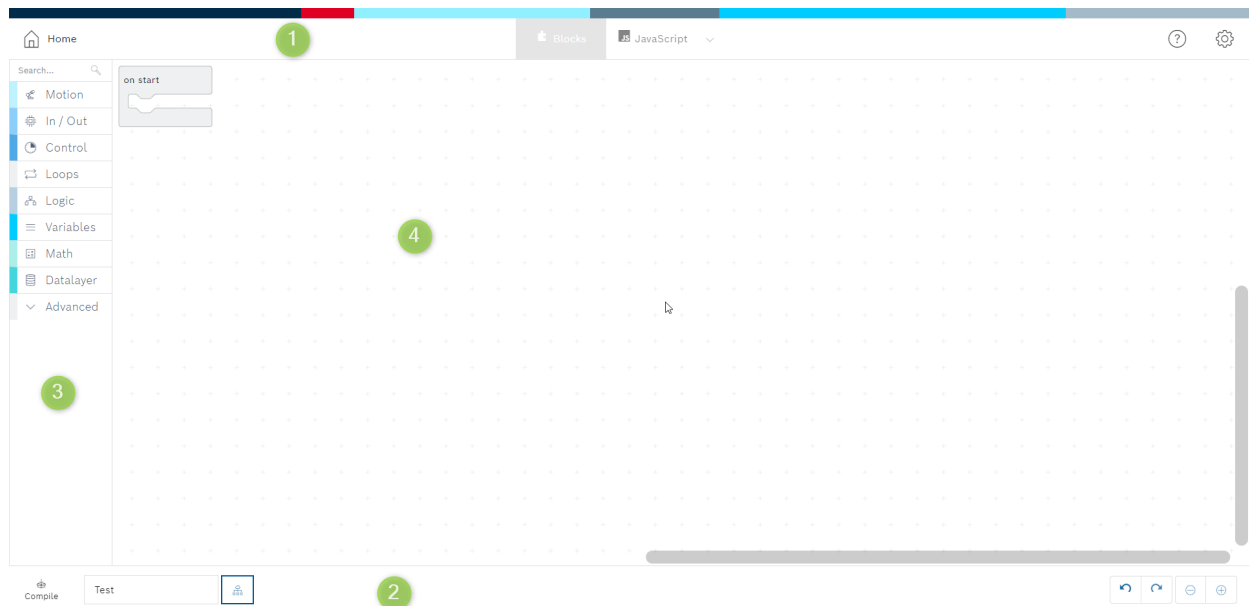 Home
1
Blocks
JS JavaScript
?
Search...
on start
Motion
In / Out
Control
Loops
Logic
Variables
4
Math
Datalayer
Advanced
3
Compile
Test
2